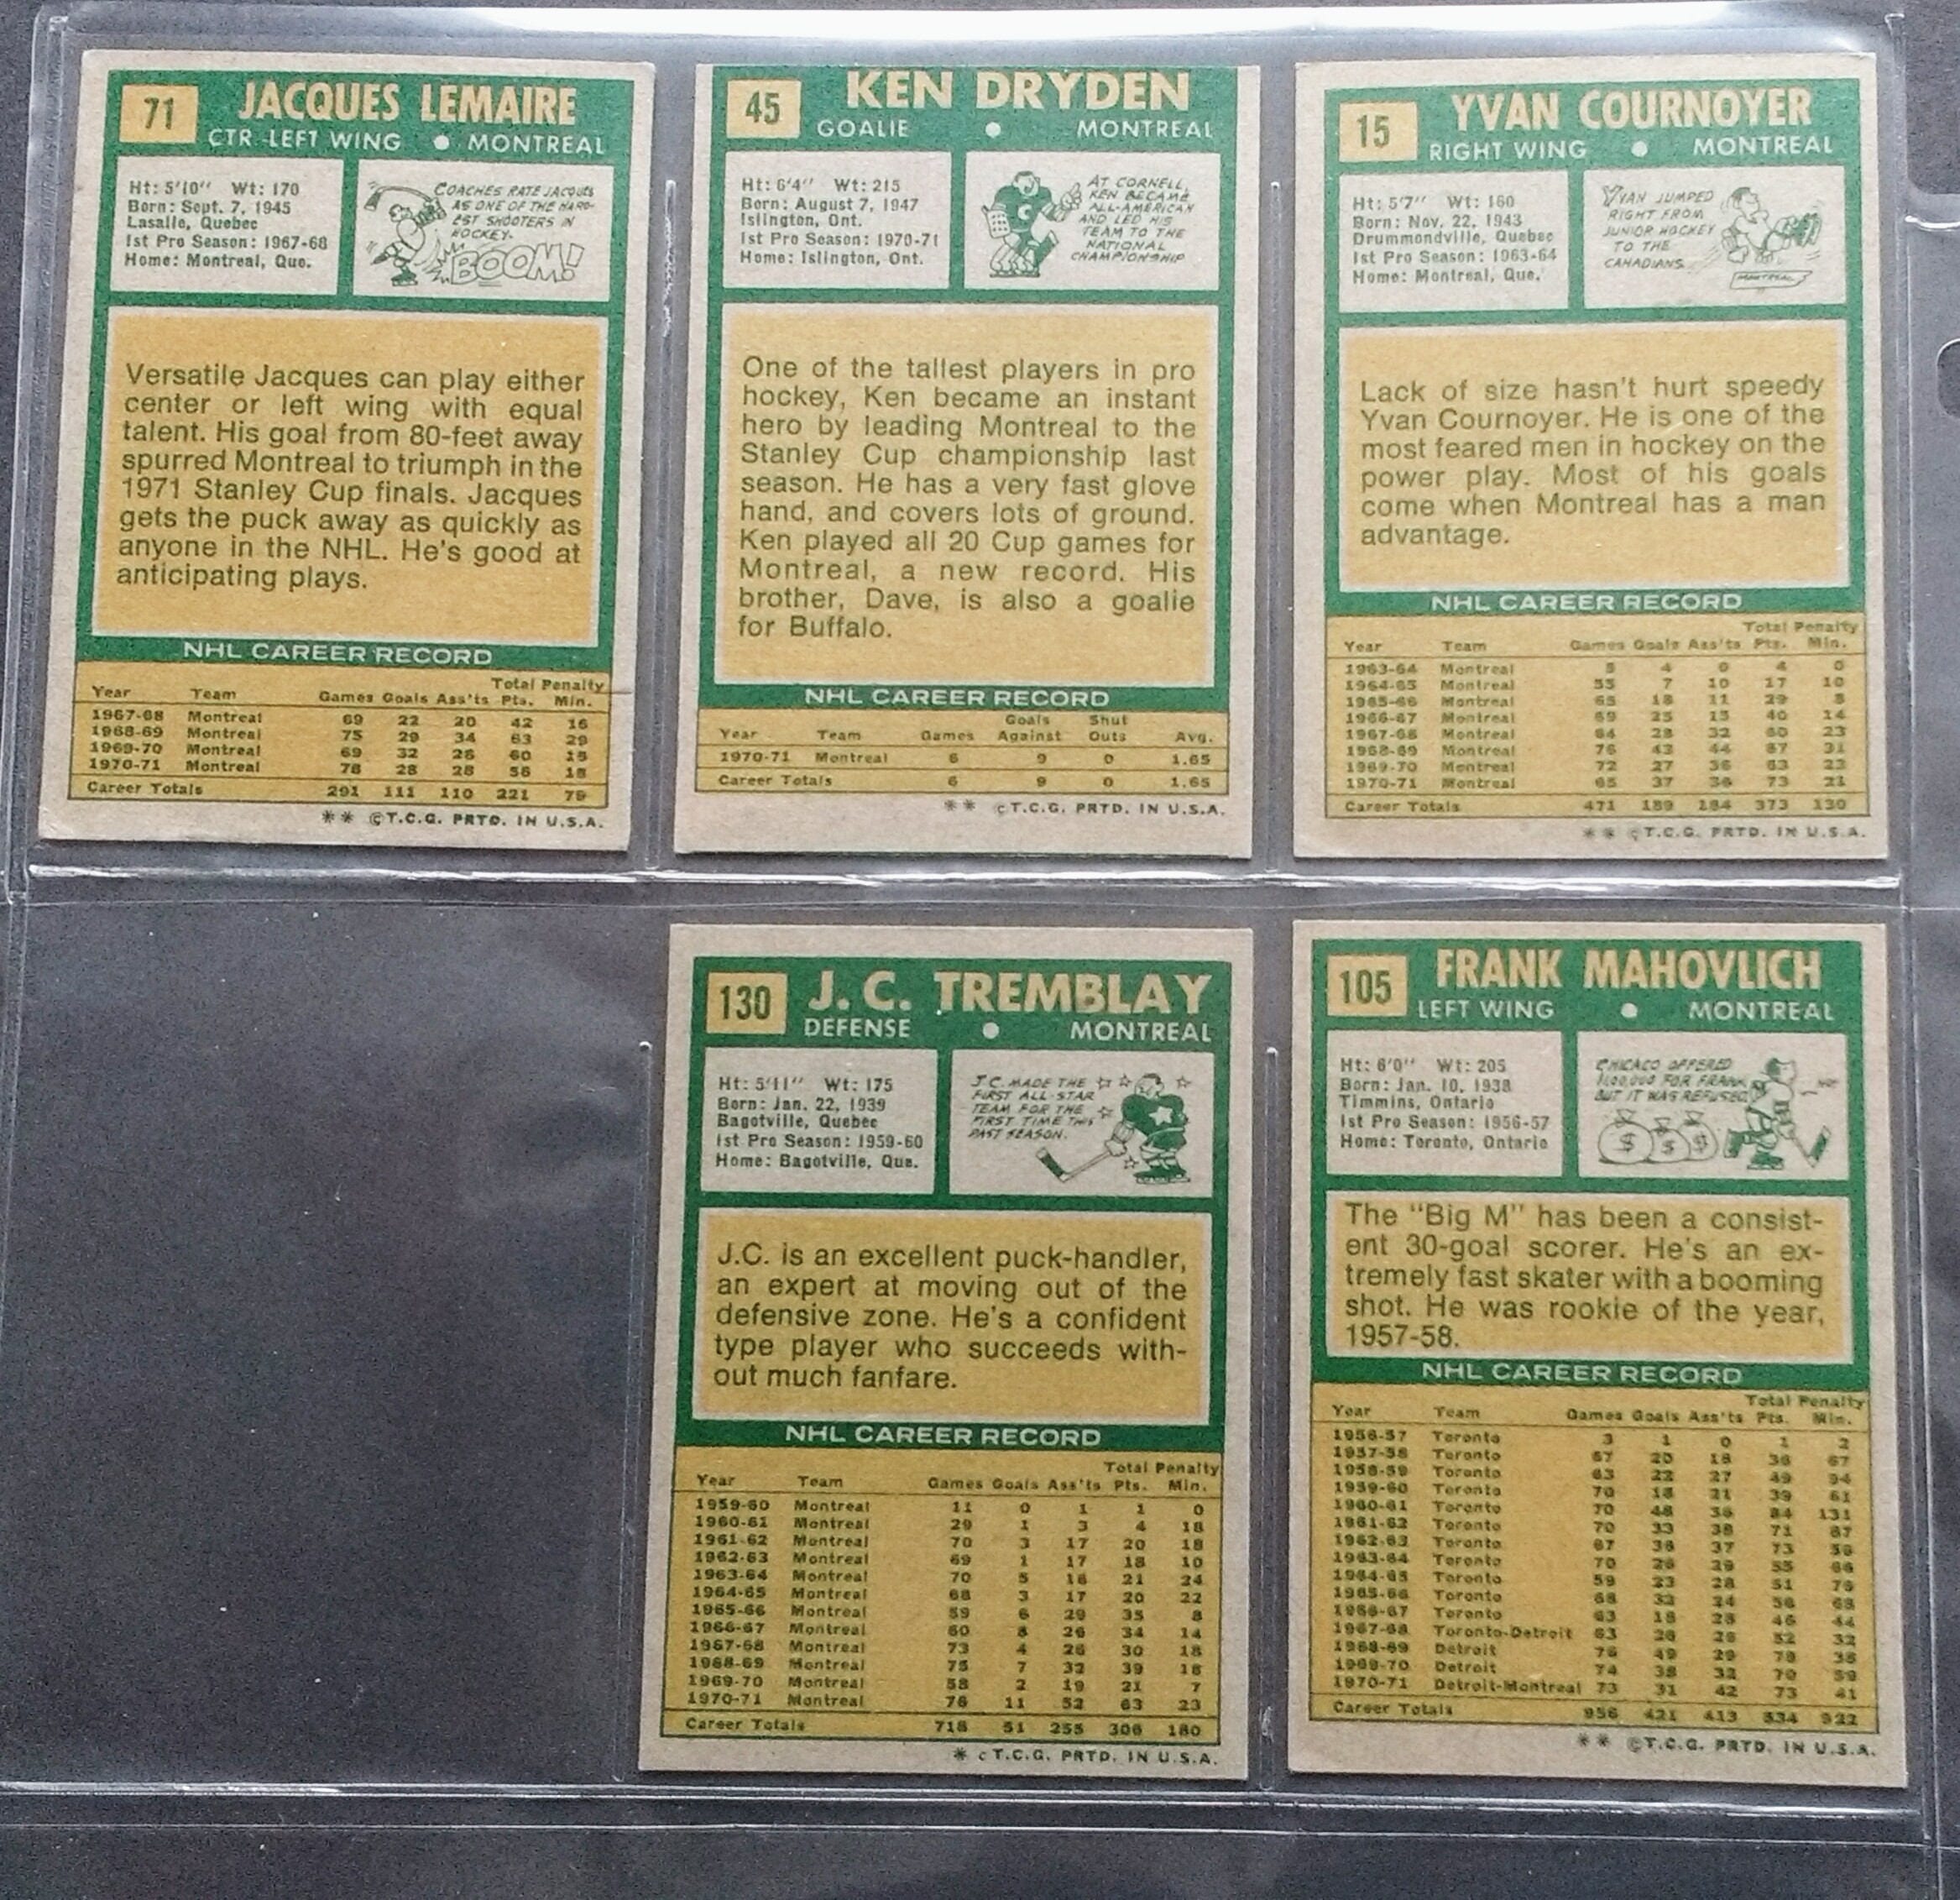 71
JACQUES LEMAIRE
CTR.-LEFT WING ● MONTREAL
Ht: 5'10" Wt: 170
Born: Sept. 7, 1945
Lasalle, Quebec
1st Pro Season: 1967-68
Home: Montreal, Que.
COACHES RATE JACQUES
AS ONE OF THE HARD-
EST SHOOTERS IN
HOCKEY.
BOOM!
Versatile Jacques can play either
center or left wing with equal
talent. His goal from 80-feet away
spurred Montreal to triumph in the
1971 Stanley Cup finals. Jacques
gets the puck away as quickly as
anyone in the NHL. He's good at
anticipating plays.
NHL CAREER RECORD
Total Penalty
Year Team Games Goals Ass'ts Pts. Min.
1967-68 Montreal 69 22 20 42 16
1968-69 Montreal 75 29 34 63 29
1969-70 Montreal 69 32 28 60 16
1970-71 Montreal 78 28 28 56 18
Career Totals 291 111 110 221 79
** ©T.C.G. PRTD. IN U.S.A.
45
KEN DRYDEN
GOALIE ● MONTREAL
Ht: 6'4" Wt: 215
Born: August 7, 1947
Islington, Ont.
1st Pro Season: 1970-71
Home: Islington, Ont.
AT CORNELL,
KEN BECAME
ALL-AMERICAN
AND LED HIS
TEAM TO THE
NATIONAL
CHAMPIONSHIP
C
One of the tallest players in pro
hockey, Ken became an instant
hero by leading Montreal to the
Stanley Cup championship last
season. He has a very fast glove
hand, and covers lots of ground.
Ken played all 20 Cup games for
Montreal, a new record. His
brother, Dave, is also a goalie
for Buffalo.
NHL CAREER RECORD
Goals Shut
Year Team Games Against Outs Avg.
1970-71 Montreal 6 9 0 1.65
Career Totals 6 9 0 1.65
** ©T.C.G. PRTD. IN U.S.A.
15
YVAN COURNOYER
RIGHT WING ● MONTREAL
Ht: 5'7" Wt: 160
Born: Nov. 22, 1943
Drummondville, Quebec
1st Pro Season: 1963-64
Home: Montreal, Que.
YVAN JUMPED
RIGHT FROM
JUNIOR HOCKEY
TO THE
CANADIANS.
MONTREAL
Lack of size hasn't hurt speedy
Yvan Cournoyer. He is one of the
most feared men in hockey on the
power play. Most of his goals
come when Montreal has a man
advantage.
NHL CAREER RECORD
Total Penalty
Year Team Games Goals Ass'ts Pts. Min.
1963-64 Montreal 5 4 0 4 0
1964-65 Montreal 55 7 10 17 10
1965-66 Montreal 65 18 11 29 8
1966-67 Montreal 69 25 15 40 14
1967-68 Montreal 64 28 32 60 23
1968-69 Montreal 76 43 44 87 31
1969-70 Montreal 72 27 36 63 23
1970-71 Montreal 65 37 36 73 21
Career Totals 471 189 184 373 130
** ©T.C.G. PRTD. IN U.S.A.
130
J. C. TREMBLAY
DEFENSE ● MONTREAL
Ht: 5'11" Wt: 175
Born: Jan. 22, 1939
Bagotville, Quebec
1st Pro Season: 1959-60
Home: Bagotville, Que.
J.C. MADE THE
FIRST ALL-STAR
TEAM FOR THE
FIRST TIME THIS
PAST SEASON.
J.C. is an excellent puck-handler,
an expert at moving out of the
defensive zone. He's a confident
type player who succeeds with-
out much fanfare.
NHL CAREER RECORD
Total Penalty
Year Team Games Goals Ass'ts Pts. Min.
1959-60 Montreal 11 0 1 1 0
1960-61 Montreal 29 1 3 4 18
1961-62 Montreal 70 3 17 20 18
1962-63 Montreal 69 1 17 18 10
1963-64 Montreal 70 5 16 21 24
1964-65 Montreal 68 3 17 20 22
1965-66 Montreal 59 6 29 35 8
1966-67 Montreal 60 8 26 34 14
1967-68 Montreal 73 4 26 30 18
1968-69 Montreal 75 7 32 39 18
1969-70 Montreal 58 2 19 21 7
1970-71 Montreal 76 11 52 63 23
Career Totals 718 51 255 306 180
* ©T.C.G. PRTD. IN U.S.A.
105
FRANK MAHOVLICH
LEFT WING ● MONTREAL
Ht: 6'0" Wt: 205
Born: Jan. 10, 1938
Timmins, Ontario
1st Pro Season: 1956-57
Home: Toronto, Ontario
CHICAGO OFFERED
FOR FRANK
BUT IT WAS REFUSED
$ $ $
The "Big M" has been a consist-
ent 30-goal scorer. He's an ex-
tremely fast skater with a booming
shot. He was rookie of the year,
1957-58.
NHL CAREER RECORD
Total Penalty
Year Team Games Goals Ass'ts Pts. Min.
1956-57 Toronto 3 1 0 1 2
1957-58 Toronto 67 20 16 36 67
1958-59 Toronto 63 22 27 49 94
1959-60 Toronto 70 18 21 39 61
1960-61 Toronto 70 48 36 84 131
1961-62 Toronto 70 33 38 71 87
1962-63 Toronto 67 36 37 73 56
1963-64 Toronto 70 26 29 55 66
1964-65 Toronto 59 23 28 51 76
1965-66 Toronto 68 32 24 56 68
1966-67 Toronto 63 18 28 46 44
1967-68 Toronto-Detroit 63 26 26 52 32
1968-69 Detroit 76 49 29 78 38
1969-70 Detroit 74 38 32 70 59
1970-71 Detroit-Montreal 73 31 42 73 41
Career Totals 956 421 413 834 922
** ©T.C.G. PRTD. IN U.S.A.